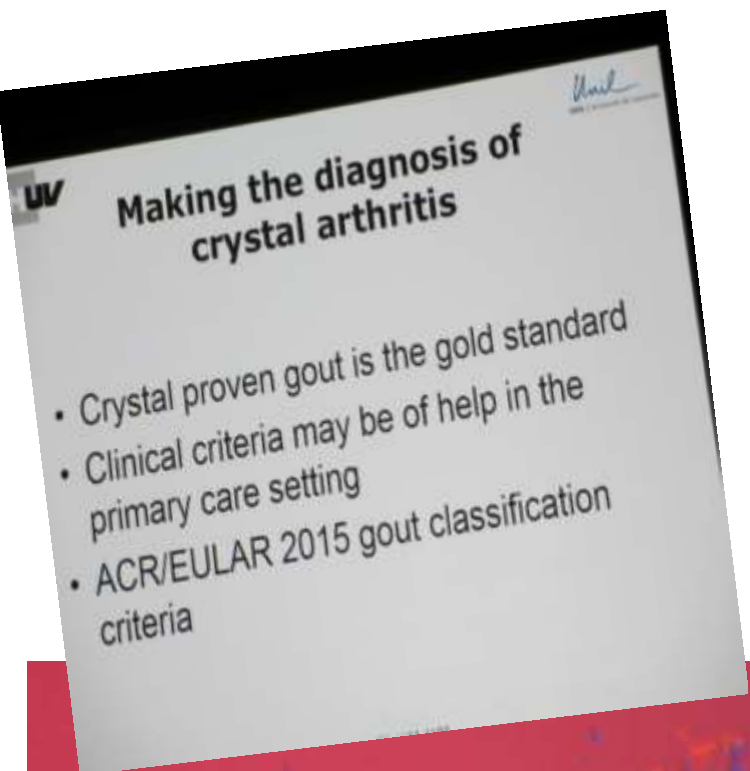 Unil
UV
Making the diagnosis of
crystal arthritis
• Crystal proven gout is the gold standard
• Clinical criteria may be of help in the
primary care setting
• ACR/EULAR 2015 gout classification
criteria